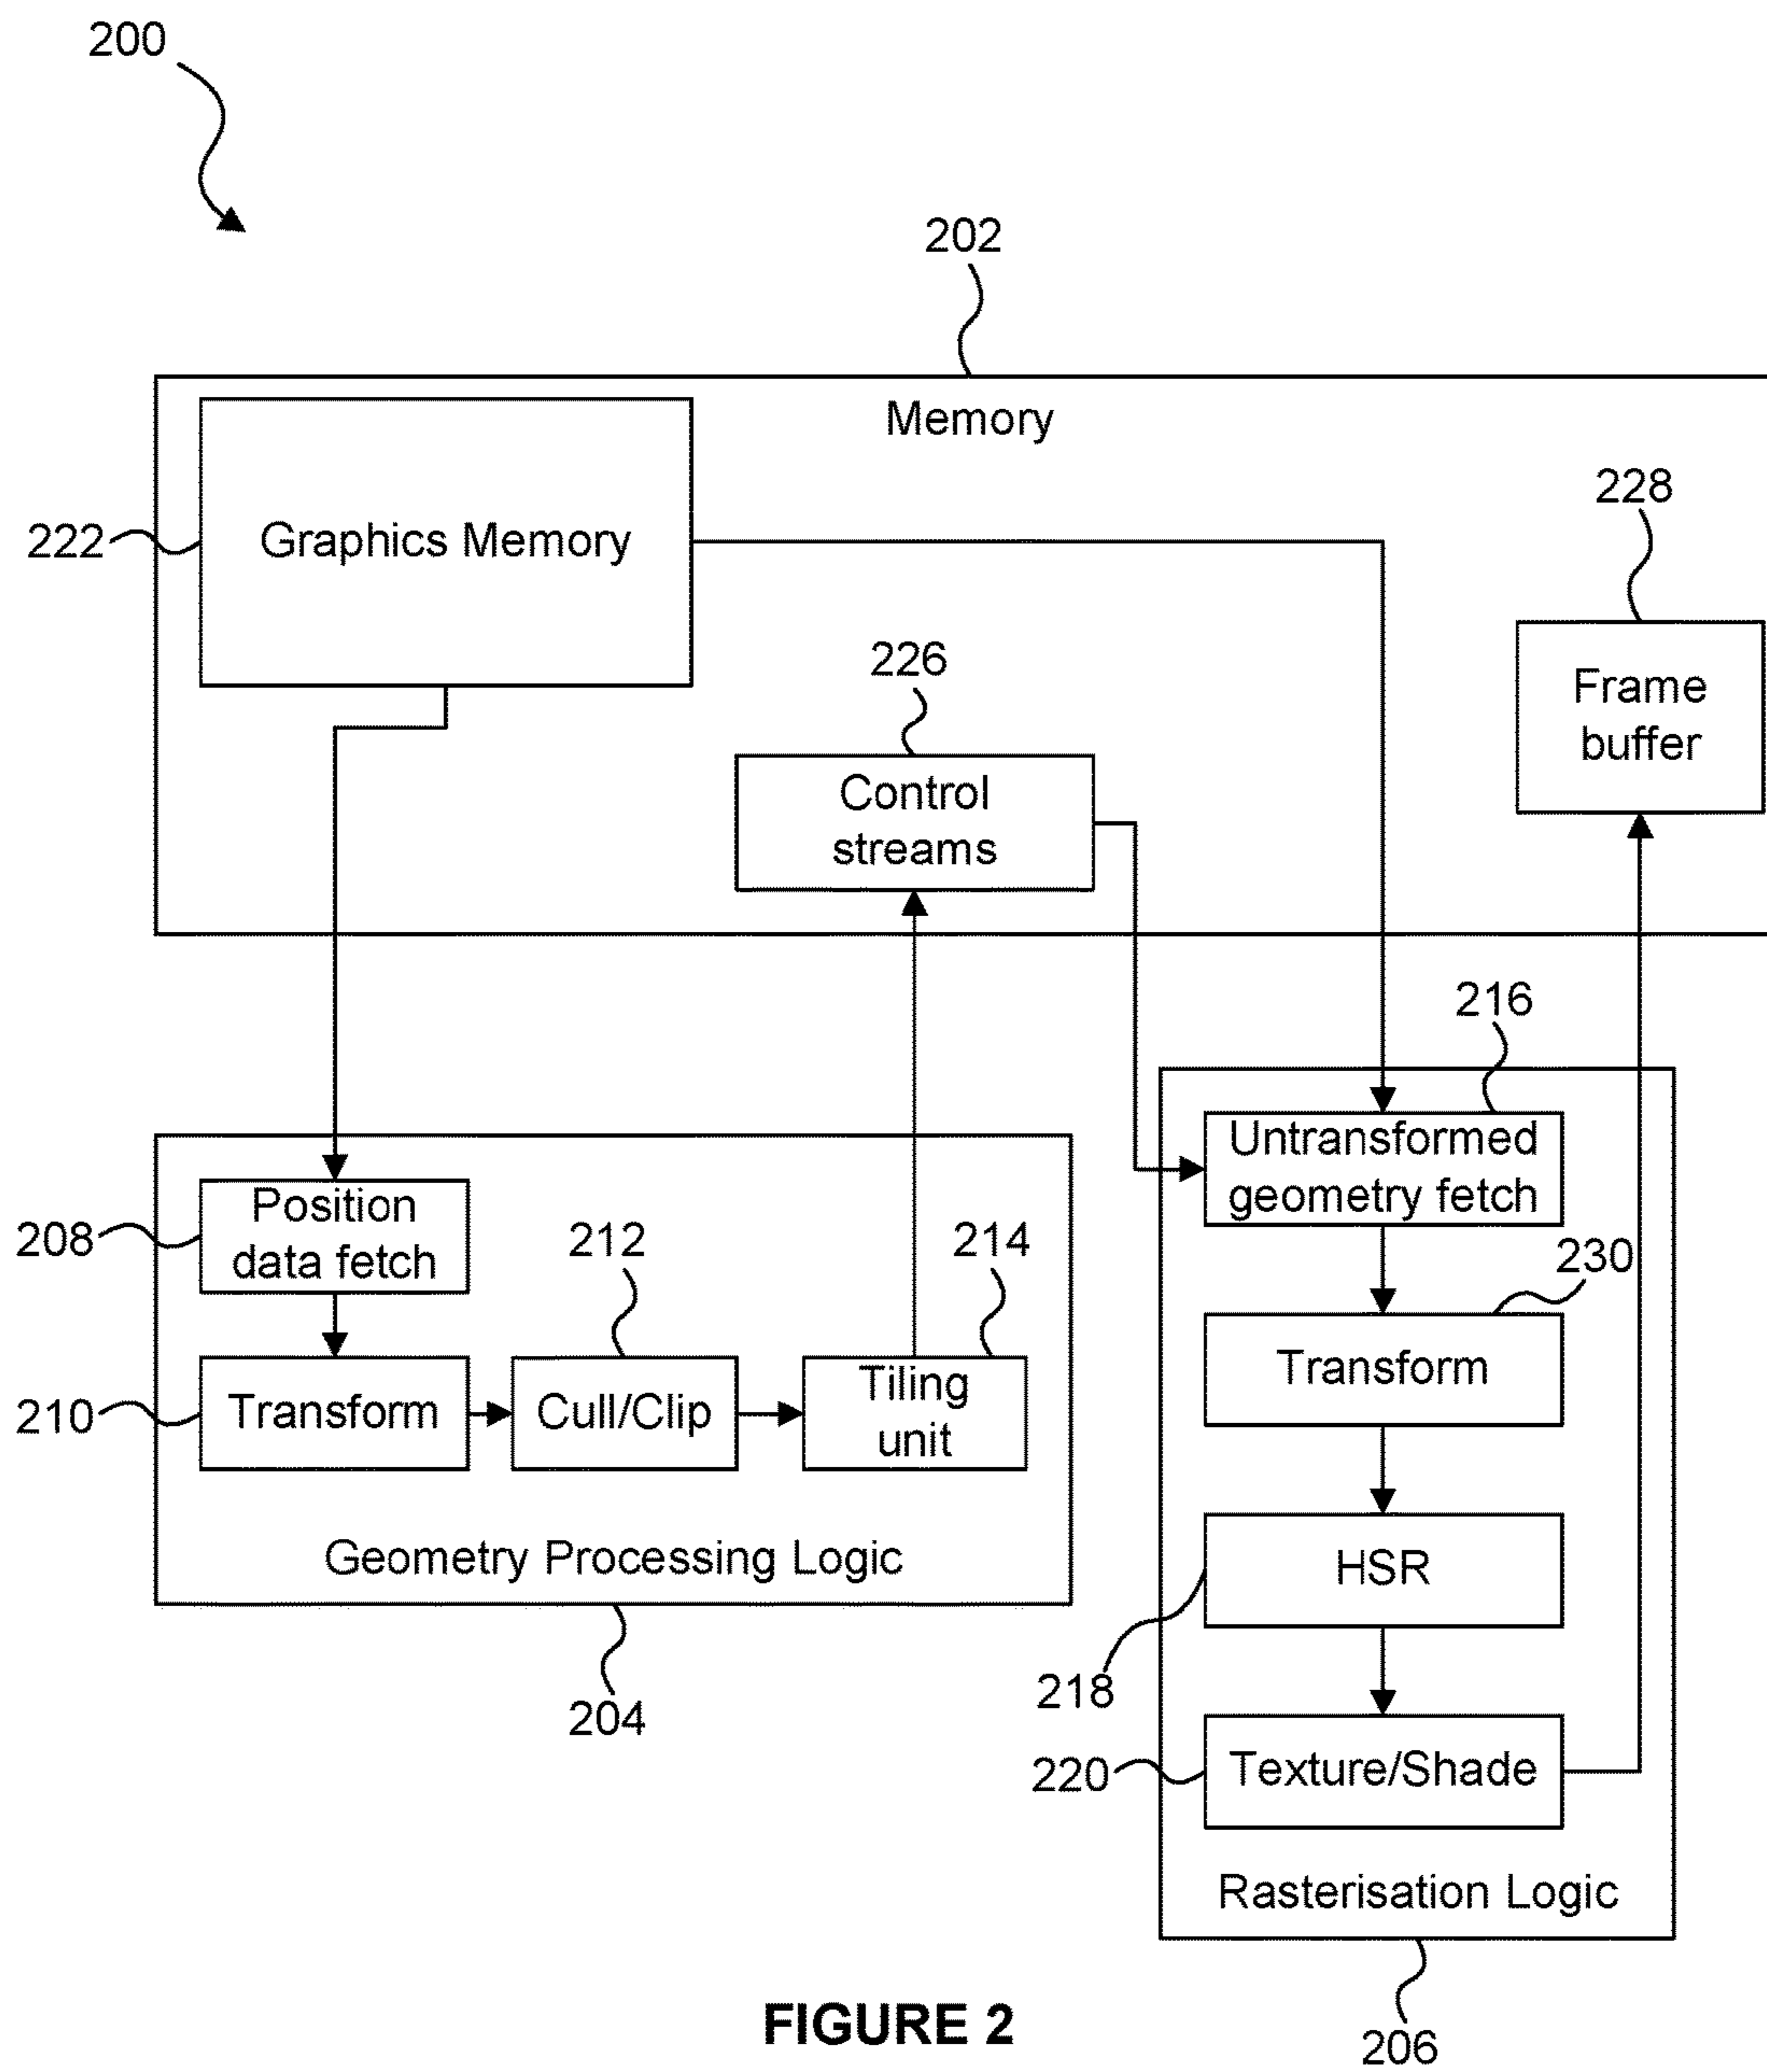 200
202
Memory
222
Graphics Memory
228
Frame
buffer
226
Control
streams
216
Untransformed
geometry fetch
208
Position
data fetch
212
214
230
210
Transform
Cull/Clip
Tiling
unit
Transform
Geometry Processing Logic
HSR
204
218
220
Texture/Shade
Rasterisation Logic
FIGURE 2
206